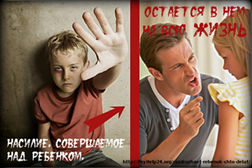 НАСИЛИЕ, СОВЕРШАЕМОЕ
НАД РЕБЕНКОМ,
ОСТАЕТСЯ В НЕМ
НА ВСЮ ЖИЗНЬ